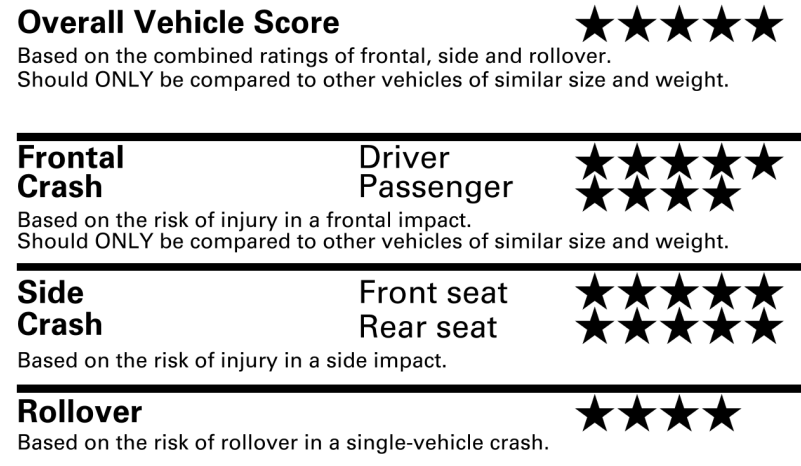 Overall Vehicle Score ★★★★★
Based on the combined ratings of frontal, side and rollover.
Should ONLY be compared to other vehicles of similar size and weight.
Frontal Driver ★★★★★
Crash Passenger ★★★★
Based on the risk of injury in a frontal impact.
Should ONLY be compared to other vehicles of similar size and weight.
Side Front seat ★★★★★
Crash Rear seat ★★★★★
Based on the risk of injury in a side impact.
Rollover ★★★★
Based on the risk of rollover in a single-vehicle crash.